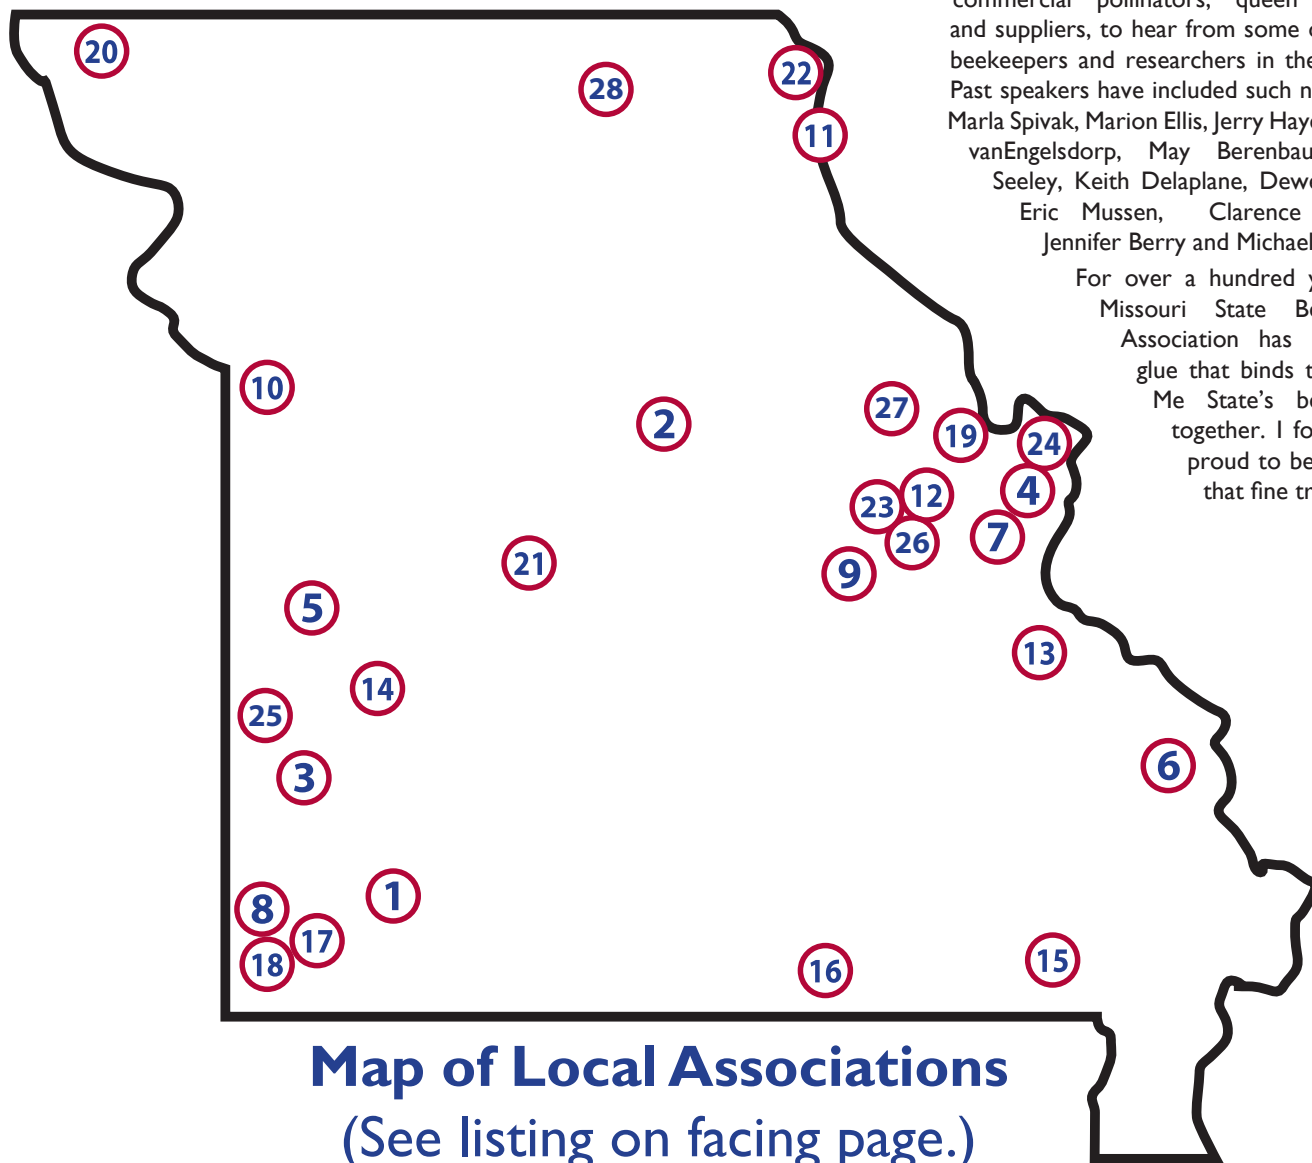 commercial pollinators, queen
and suppliers, to hear from some
beekeepers and researchers in the
Past speakers have included such
Marla Spivak, Marion Ellis, Jerry
vanEngelsdorp, May
Seeley, Keith Delaplane,
Eric Mussen, Clarence
Jennifer Berry and Michael
For over a hundred
Missouri State
Association has
glue that binds
Me State's
together. I
proud to be
that fine
20
28
22
11
10
2
27
19
24
4
23
12
26
7
9
21
5
13
14
25
3
6
1
8
17
18
16
15
Map of Local Associations
(See listing on facing page.)